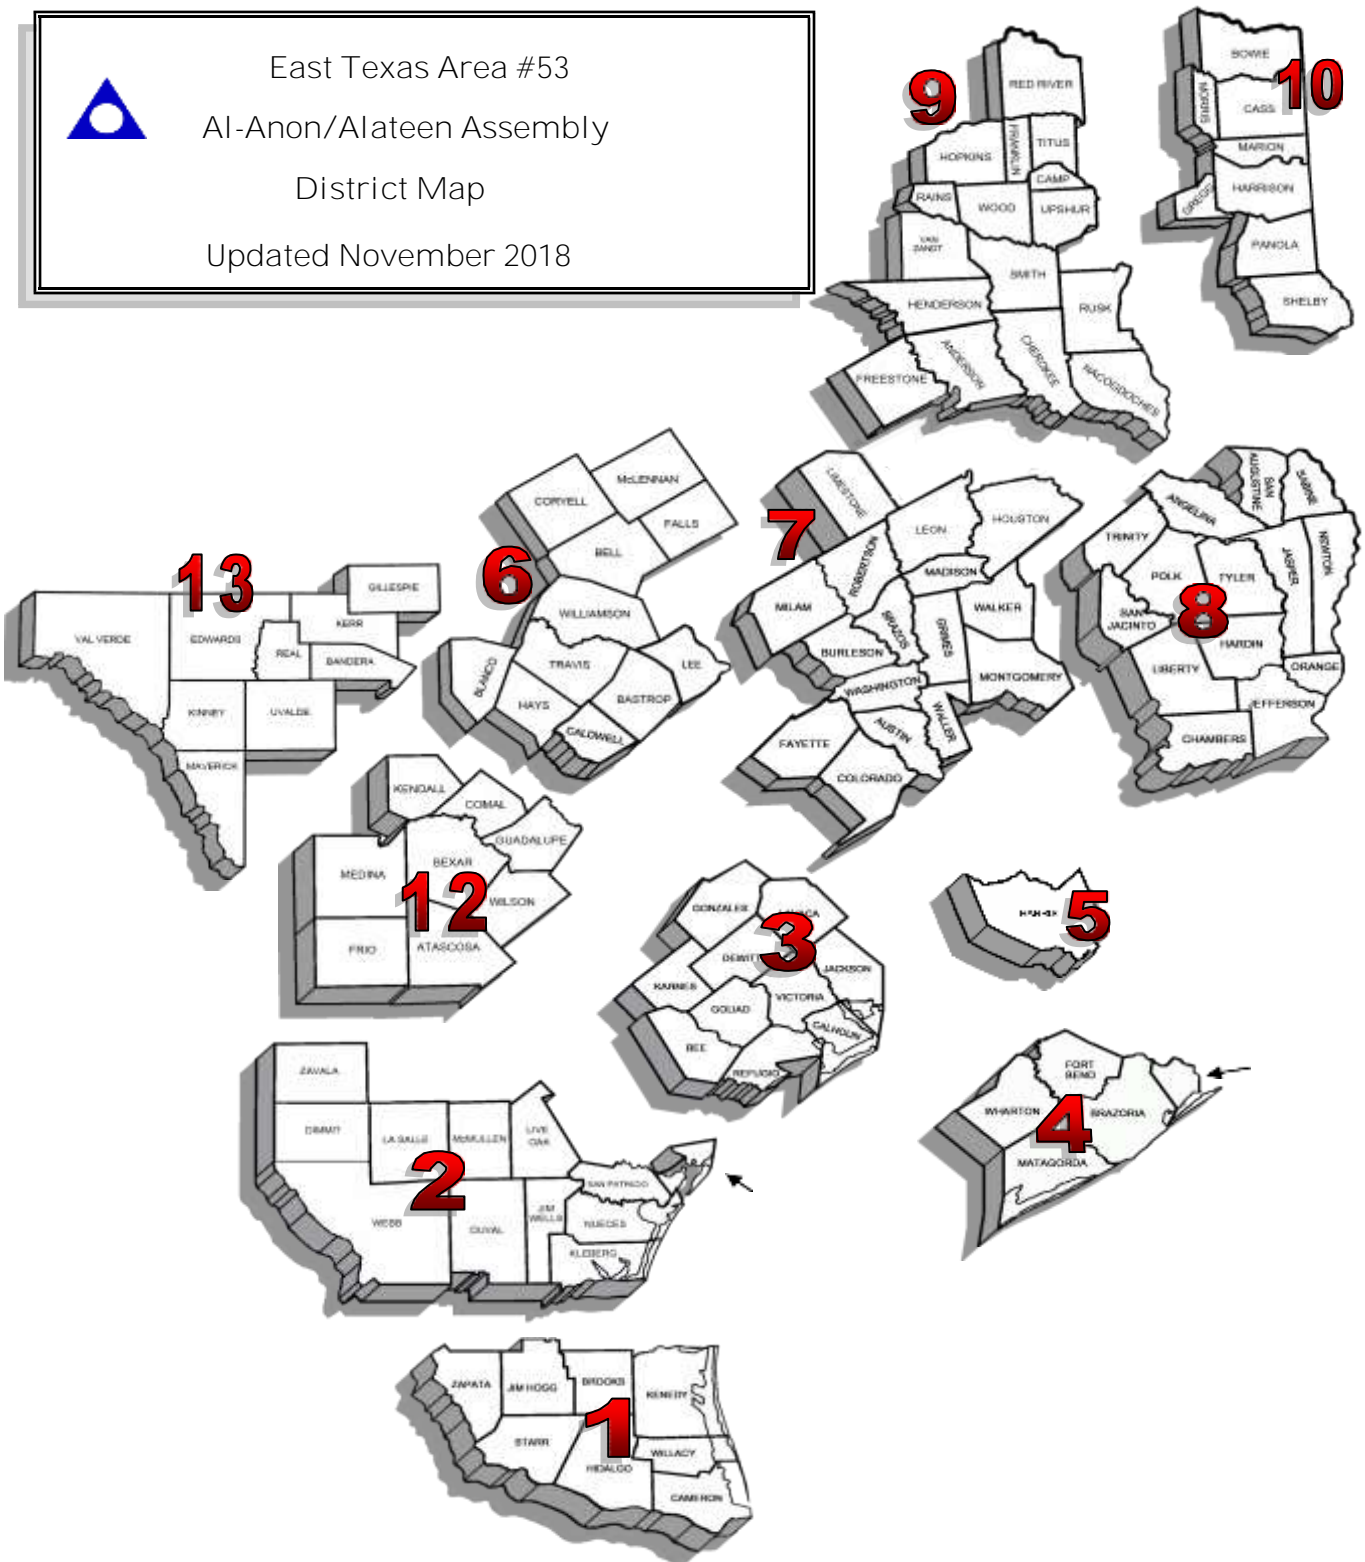 East Texas Area #53
Al-Anon/Alateen Assembly
District Map
Updated November 2018
9
RED RIVER
HOPKINS
FRANKLIN
TITUS
CAMP
RAINS
WOOD
UPSHUR
VAN
ZANDT
SMITH
HENDERSON
RUSK
ANDERSON
CHEROKEE
FREESTONE
NACOGDOCHES
10
BOWIE
MORRIS
CASS
MARION
GREGG
HARRISON
PANOLA
SHELBY
13
GILLESPIE
VAL VERDE
EDWARDS
KERR
REAL
BANDERA
KINNEY
UVALDE
MAVERICK
6
CORYELL
McLENNAN
FALLS
BELL
WILLIAMSON
BLANCO
TRAVIS
LEE
HAYS
BASTROP
CALDWELL
7
LIMESTONE
LEON
HOUSTON
ROBERTSON
MADISON
MILAM
BRAZOS
GRIMES
WALKER
BURLESON
WASHINGTON
MONTGOMERY
AUSTIN
WALLER
FAYETTE
COLORADO
8
SAN
AUGUSTINE
SABINE
ANGELINA
TRINITY
NEWTON
JASPER
POLK
TYLER
SAN
JACINTO
HARDIN
LIBERTY
ORANGE
JEFFERSON
CHAMBERS
12
KENDALL
COMAL
GUADALUPE
MEDINA
BEXAR
WILSON
FRIO
ATASCOSA
3
GONZALES
DEWITT
JACKSON
KARNES
VICTORIA
GOLIAD
CALHOUN
BEE
REFUGIO
5
4
FORT
BEND
WHARTON
BRAZORIA
MATAGORDA
2
ZAVALA
DIMMIT
LA SALLE
McMULLEN
LIVE
OAK
SAN PATRICIO
WEBB
DUVAL
JIM
WELLS
NUECES
KLEBERG
1
ZAPATA
JIM HOGG
BROOKS
KENEDY
STARR
WILLACY
HIDALGO
CAMERON